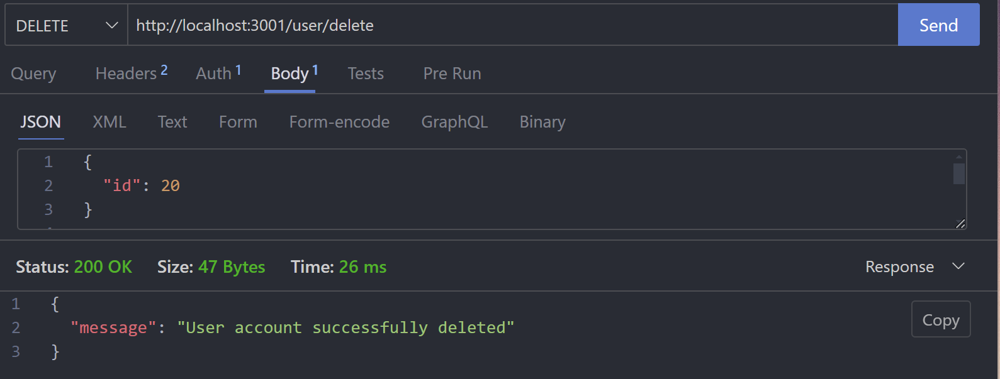 DELETE http://localhost:3001/user/delete Send
Query Headers 2 Auth 1 Body 1 Tests Pre Run
JSON XML Text Form Form-encode GraphQL Binary
1 {
2 "id": 20
3 }
Status: 200 OK Size: 47 Bytes Time: 26 ms Response
1 {
2 "message": "User account successfully deleted"
3 }
Copy